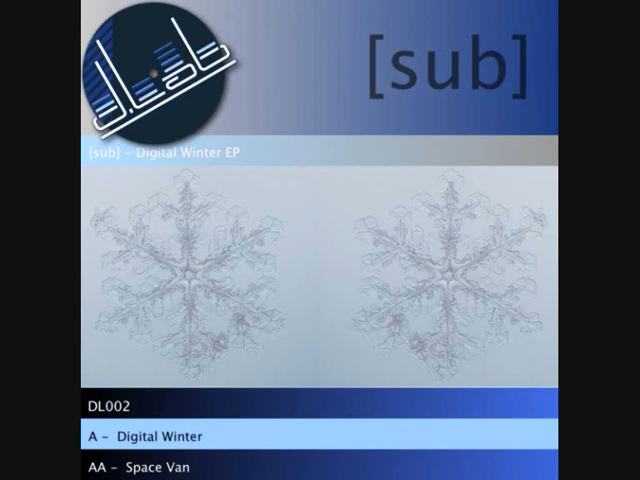 [sub]
[sub] - Digital Winter EP
DL002
A - Digital Winter
AA - Space Van